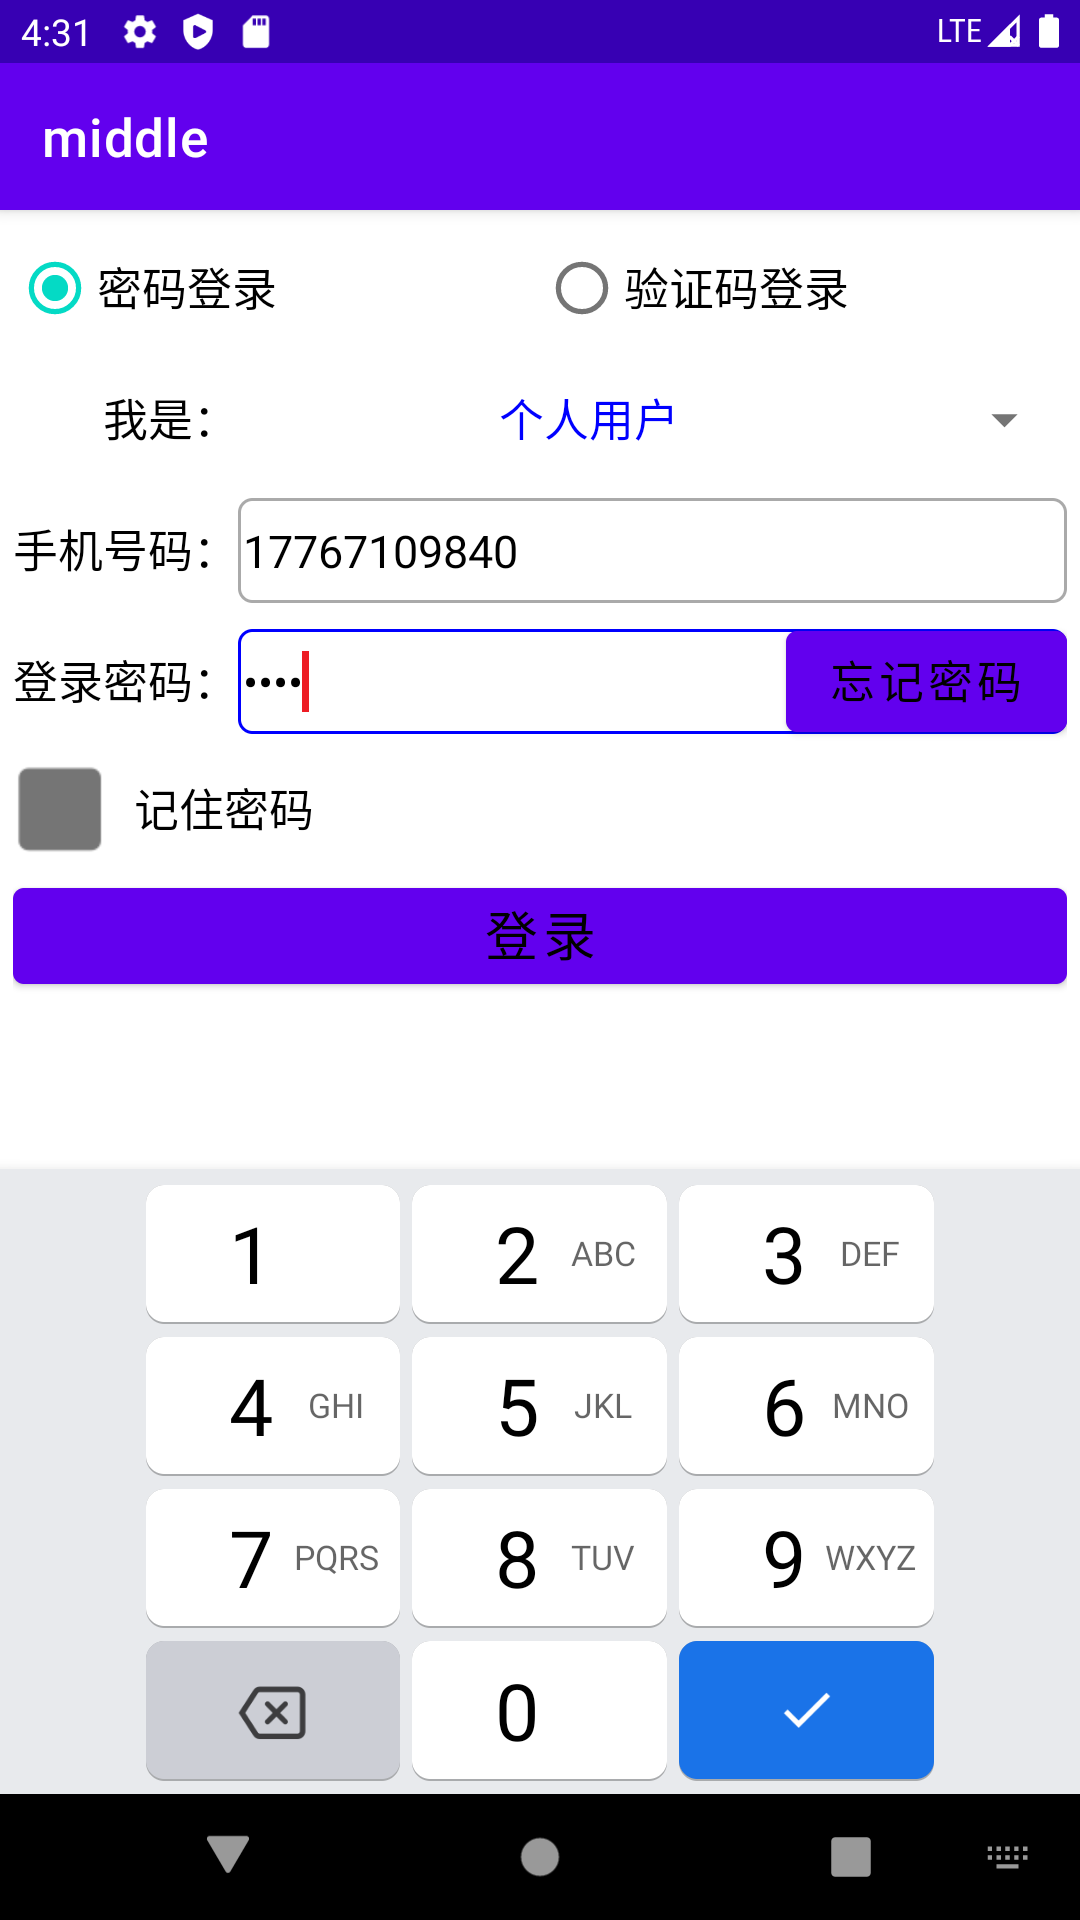 4:31 LTE
middle
密码登录 验证码登录
我是： 个人用户
手机号码： 17767109840
登录密码： •••• 忘记密码
记住密码
登录
1 2 ABC 3 DEF
4 GHI 5 JKL 6 MNO
7 PQRS 8 TUV 9 WXYZ
0